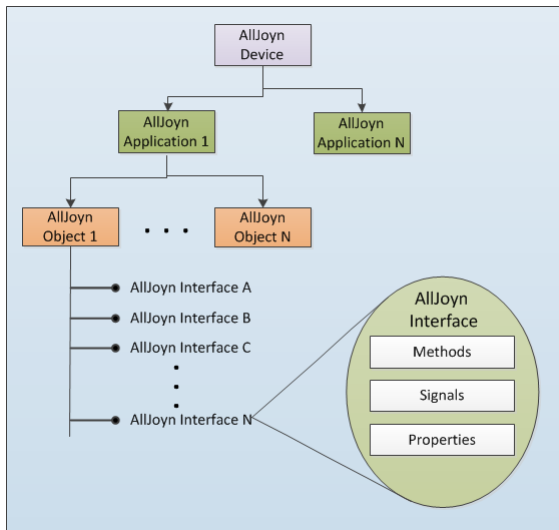 AllJoyn
Device
AllJoyn
Application 1
AllJoyn
Application N
AllJoyn
Object 1
. . .
AllJoyn
Object N
AllJoyn Interface A
AllJoyn Interface B
AllJoyn Interface C
AllJoyn Interface N
AllJoyn
Interface
Methods
Signals
Properties